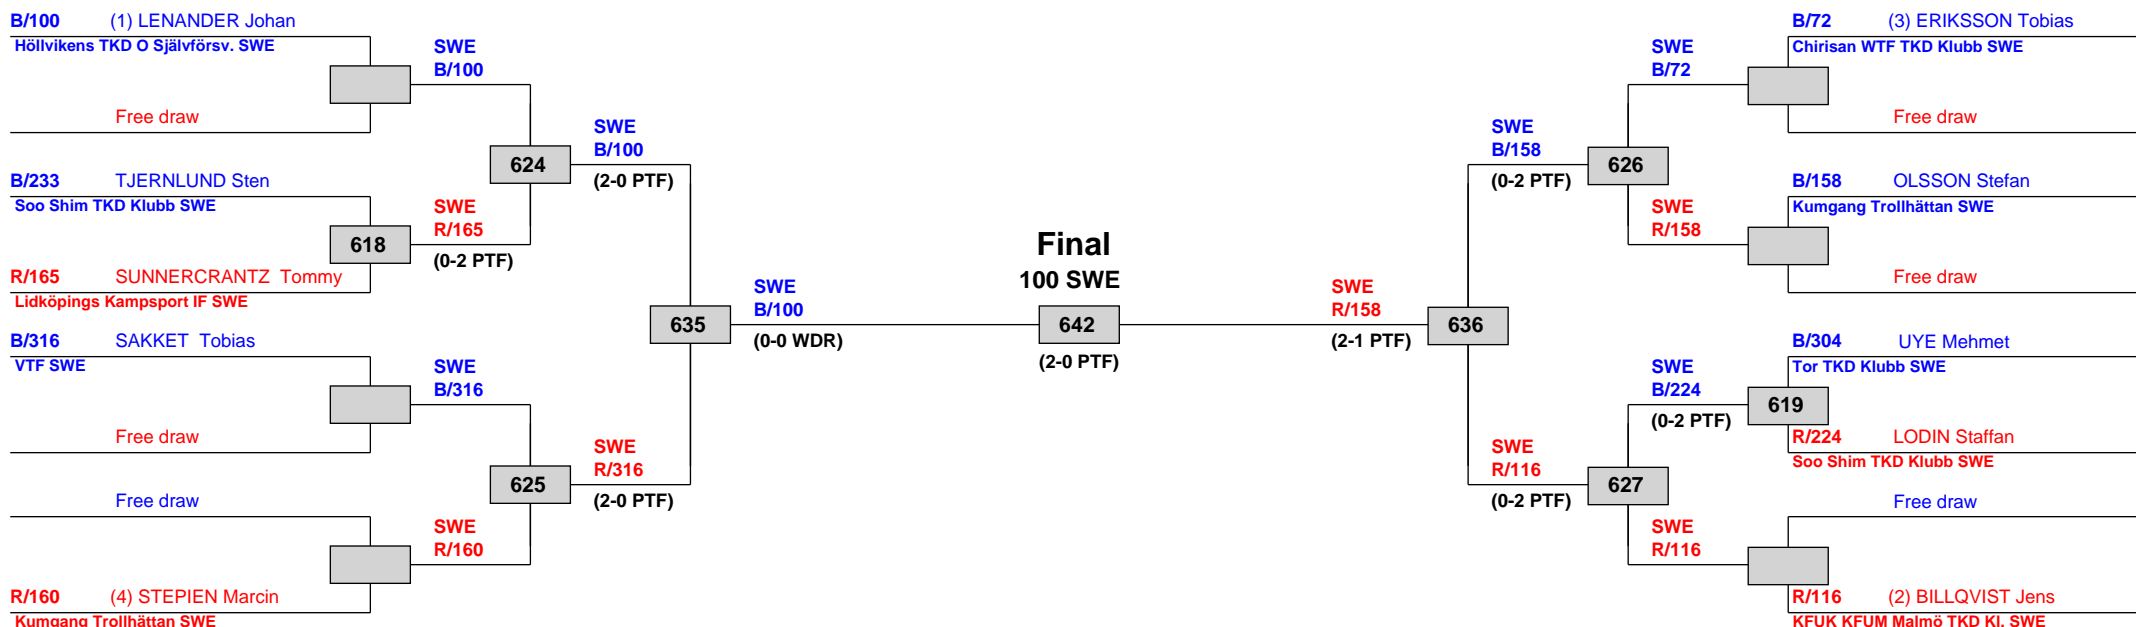 B/100 (1) LENANDER Johan
Höllvikens TKD O Självförsv. SWE
Free draw
B/233 TJERNLUND Sten
Soo Shim TKD Klubb SWE
618
R/165 SUNNERCRANTZ Tommy
Lidköpings Kampsport IF SWE
B/316 SAKKET Tobias
VTF SWE
Free draw
Free draw
R/160 (4) STEPIEN Marcin
Kumgang Trollhättan SWE
SWE
B/100
624
SWE
R/165
(0-2 PTF)
SWE
B/316
625
SWE
R/160
SWE
B/100
(2-0 PTF)
635
SWE
R/316
(2-0 PTF)
SWE
B/100
(0-0 WDR)
Final
100 SWE
642
(2-0 PTF)
SWE
R/158
(2-1 PTF)
636
SWE
B/158
(0-2 PTF)
SWE
R/116
(0-2 PTF)
626
627
SWE
B/72
SWE
R/158
SWE
B/224
(0-2 PTF)
SWE
R/116
B/72 (3) ERIKSSON Tobias
Chirisan WTF TKD Klubb SWE
Free draw
B/158 OLSSON Stefan
Kumgang Trollhättan SWE
Free draw
B/304 UYE Mehmet
Tor TKD Klubb SWE
619
R/224 LODIN Staffan
Soo Shim TKD Klubb SWE
Free draw
R/116 (2) BILLQVIST Jens
KFUK KFUM Malmö TKD Kl. SWE